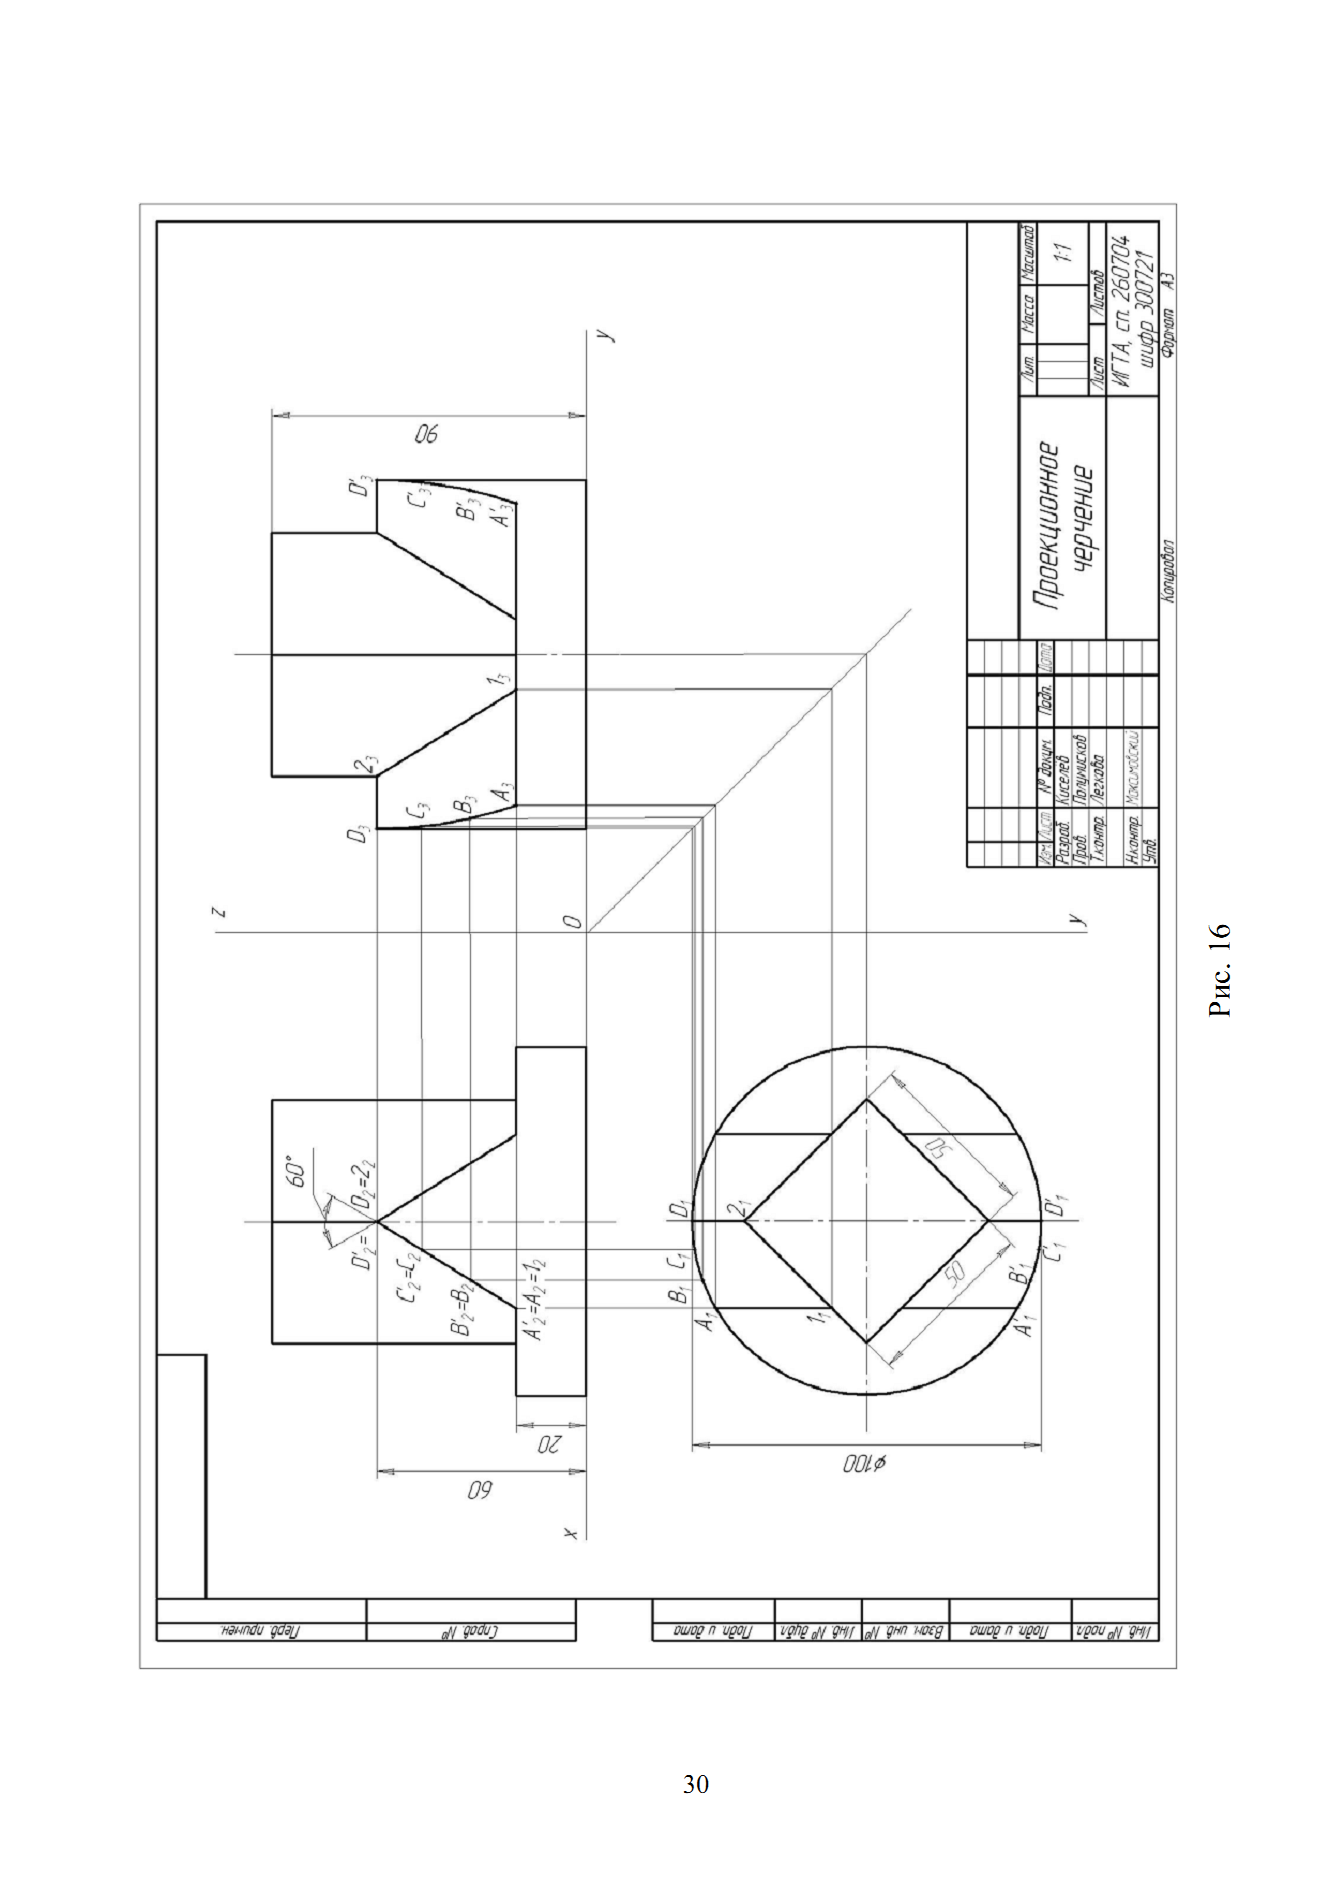 z
60°
D'₂=D₂=2₂
C'₂=C₂
B'₂=B₂
A'₂=A₂=1₂
20
60
x
0
D₃
2₃
C₃
B₃
A₃
1₃
D'₃
C'₃
B'₃
A'₃
90
y
y
D₁
C₁
B₁
A₁
2₁
1₁
A'₁
B'₁
C'₁
D'₁
50
50
⌀100
Перв. примен.
Справ. №
Подп. и дата
Инв. № дубл.
Взам. инв. №
Подп. и дата
Инв. № подл.
Изм. Лист № докум. Подп. Дата
Разраб. Киселев
Пров. Полумисков
Т.контр. Легкова
Н.контр. Максимовский
Утв.
Проекционное
черчение
Лит. Масса Масштаб
1:1
Лист Листов
ИГТА, сп. 260704
шифр 300721
Копировал
Формат А3
Рис. 16
30